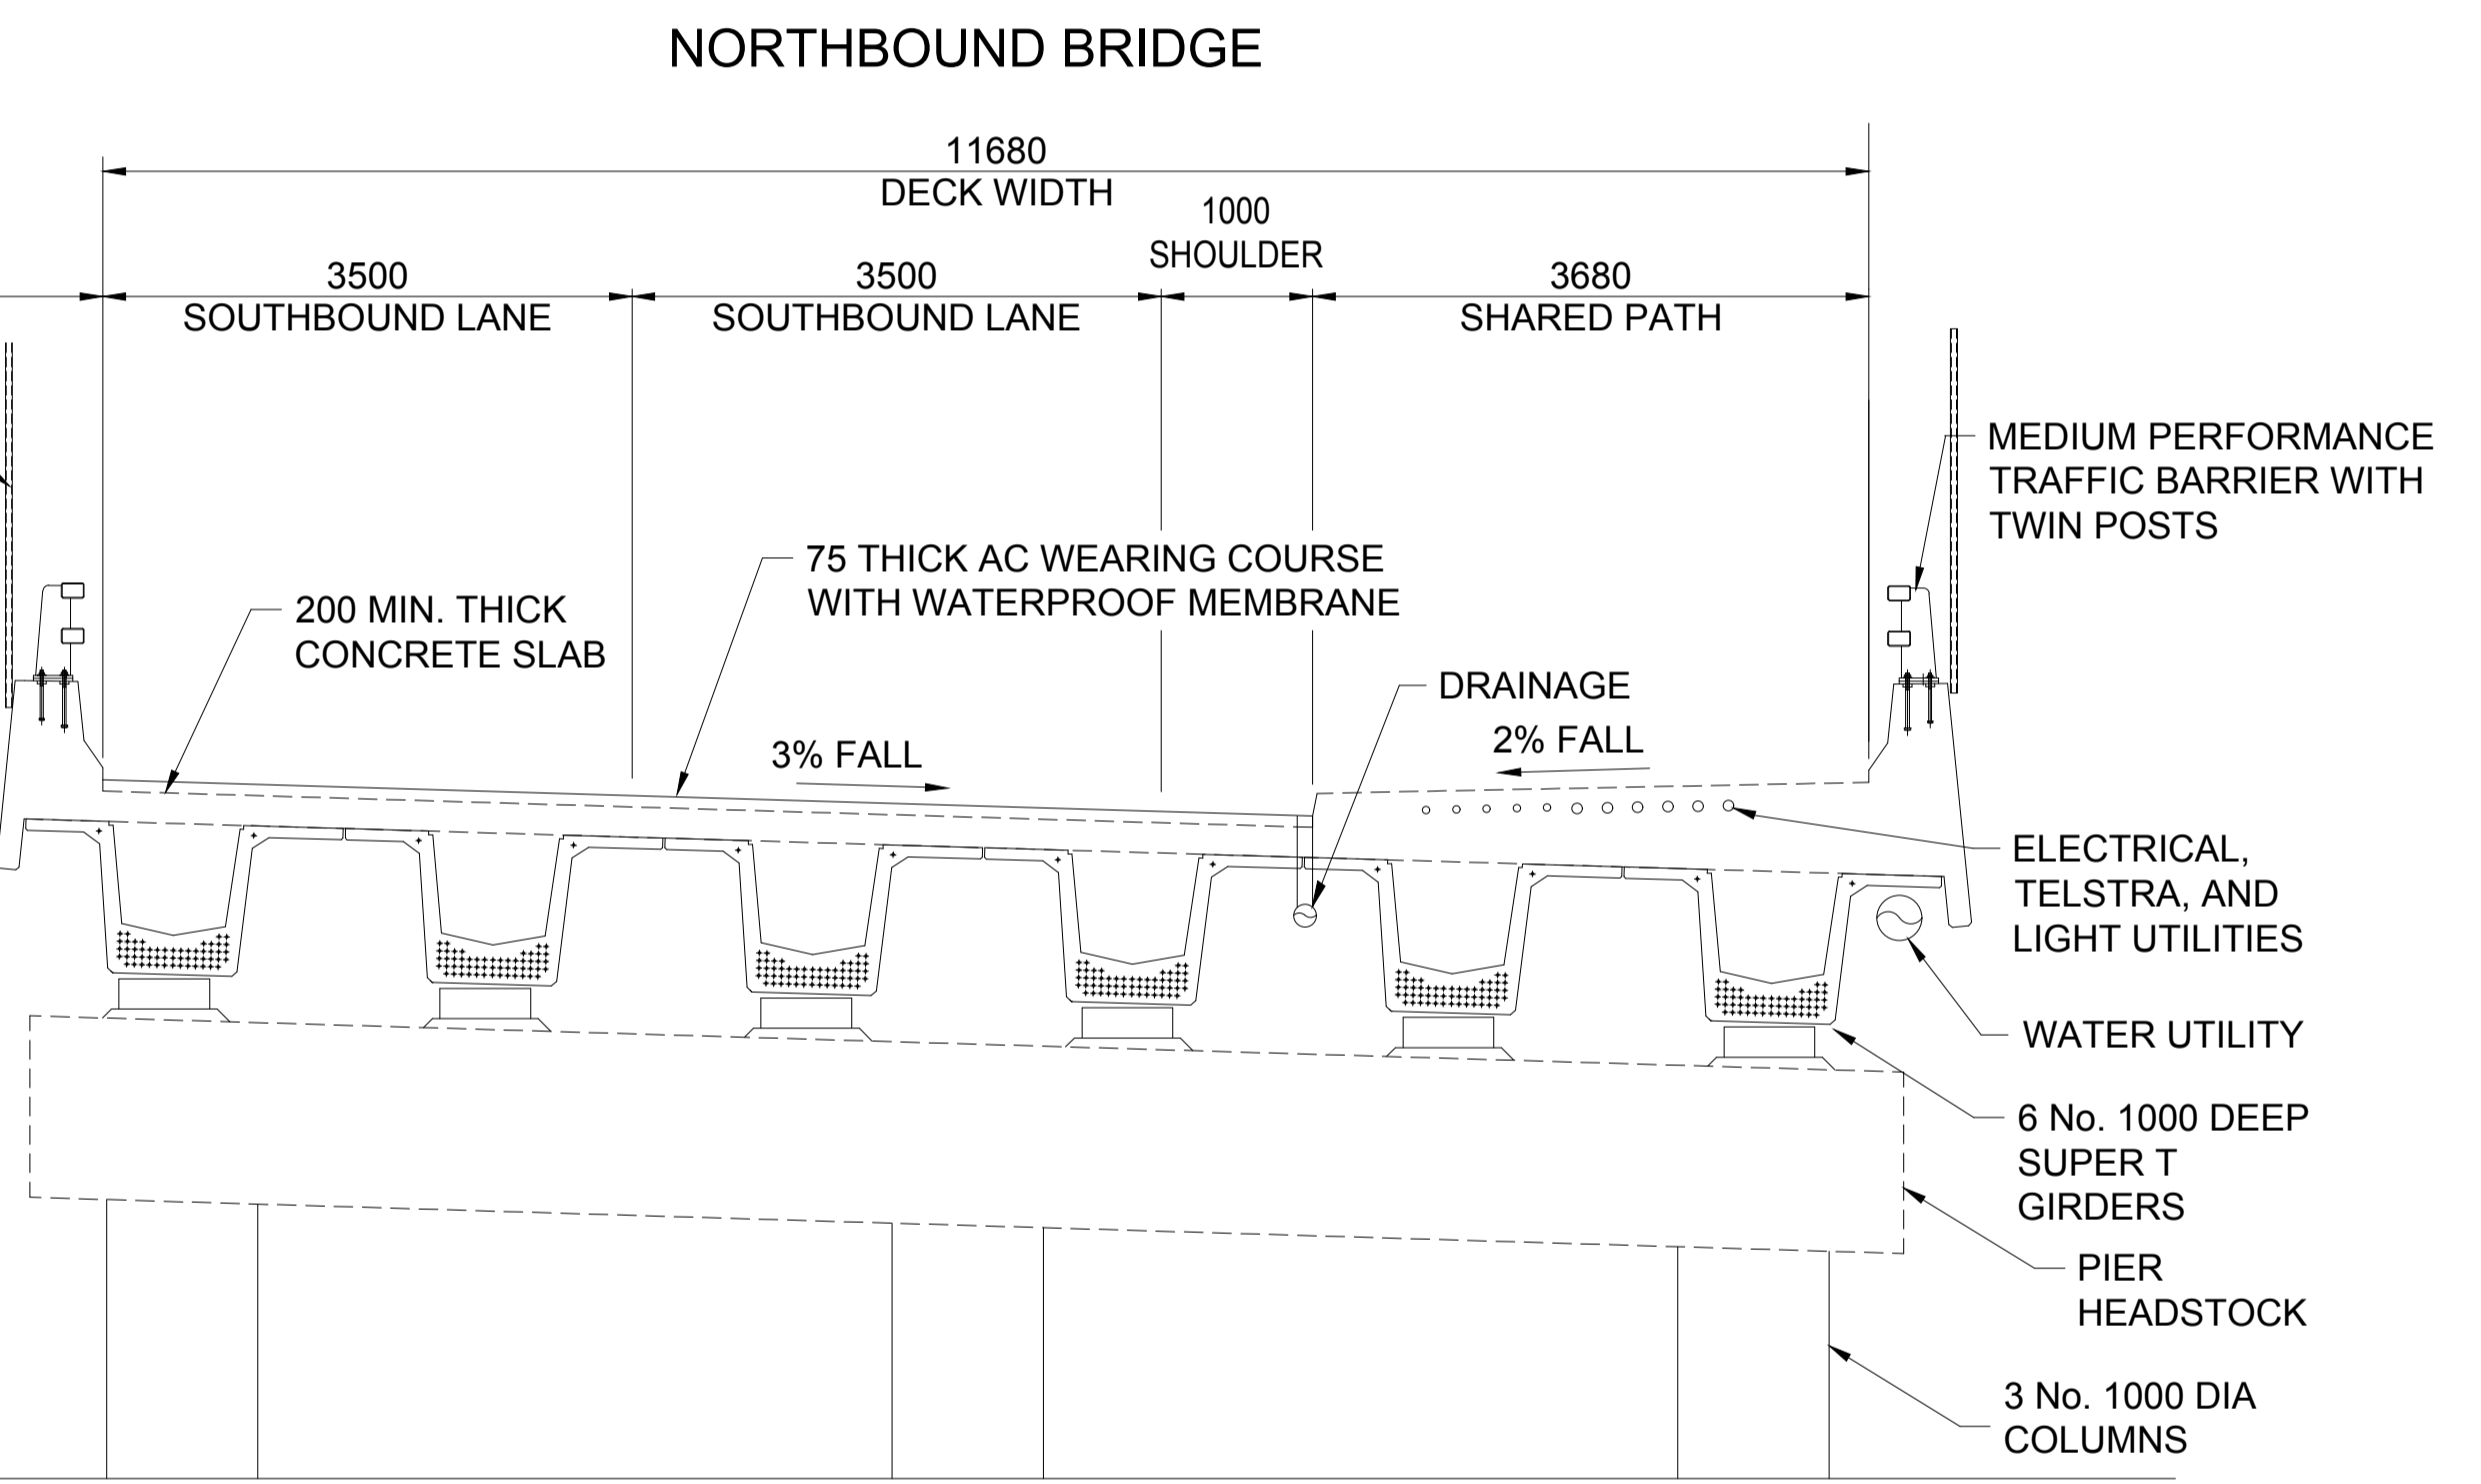 NORTHBOUND BRIDGE
11680
DECK WIDTH
1000
SHOULDER
3500
SOUTHBOUND LANE
3500
SOUTHBOUND LANE
3680
SHARED PATH
MEDIUM PERFORMANCE
TRAFFIC BARRIER WITH
TWIN POSTS
75 THICK AC WEARING COURSE
WITH WATERPROOF MEMBRANE
200 MIN. THICK
CONCRETE SLAB
DRAINAGE
3% FALL
2% FALL
ELECTRICAL,
TELSTRA, AND
LIGHT UTILITIES
WATER UTILITY
6 No. 1000 DEEP
SUPER T
GIRDERS
PIER
HEADSTOCK
3 No. 1000 DIA
COLUMNS